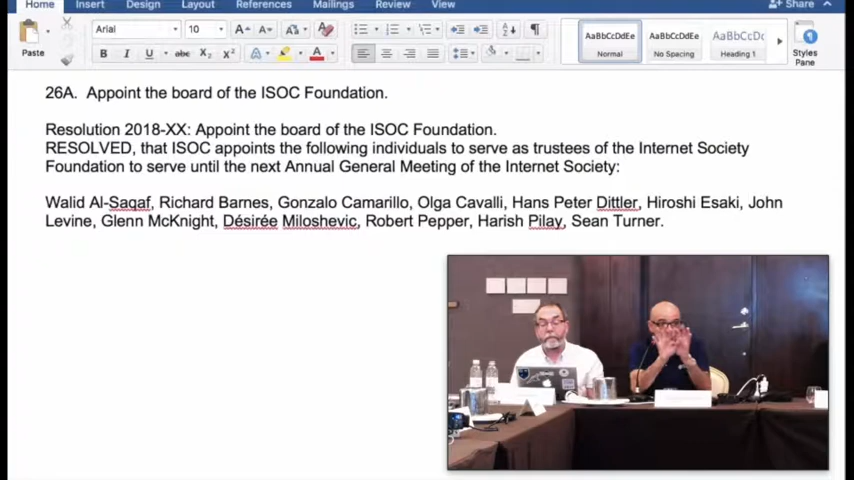 Home Insert Design Layout References Mailings Review View Share
Arial 10 AaBbCcDdEe AaBbCcDdEe AaBbCcDc
Paste B I U abc X₂ X² A Normal No Spacing Heading 1 Styles Pane
26A. Appoint the board of the ISOC Foundation.
Resolution 2018-XX: Appoint the board of the ISOC Foundation.
RESOLVED, that ISOC appoints the following individuals to serve as trustees of the Internet Society
Foundation to serve until the next Annual General Meeting of the Internet Society:
Walid Al-Saqaf, Richard Barnes, Gonzalo Camarillo, Olga Cavalli, Hans Peter Dittler, Hiroshi Esaki, John
Levine, Glenn McKnight, Désirée Miloshevic, Robert Pepper, Harish Pilay, Sean Turner.